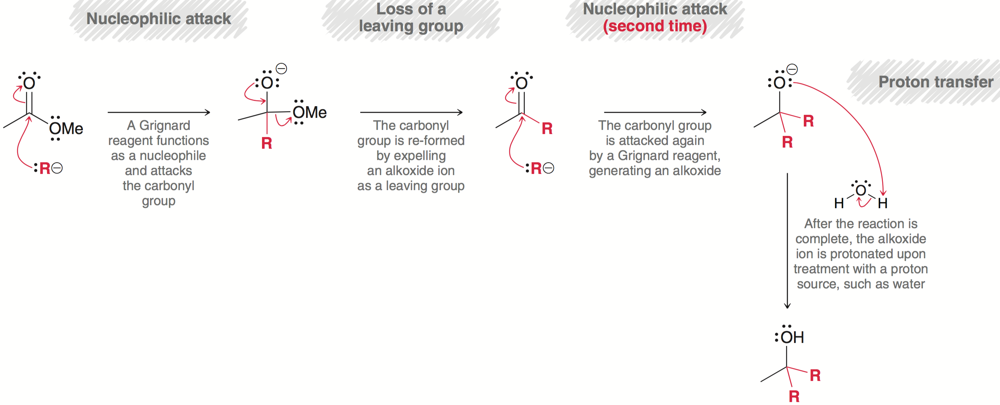 Nucleophilic attack
Loss of a
leaving group
Nucleophilic attack
(second time)
Proton transfer
O
OMe
:R⊖
A Grignard
reagent functions
as a nucleophile
and attacks
the carbonyl
group
:O:⊖
OMe
R
The carbonyl
group is re-formed
by expelling
an alkoxide ion
as a leaving group
O
R
:R⊖
The carbonyl group
is attacked again
by a Grignard reagent,
generating an alkoxide
:O:⊖
R
R
O
H H
After the reaction is
complete, the alkoxide
ion is protonated upon
treatment with a proton
source, such as water
:OH
R
R